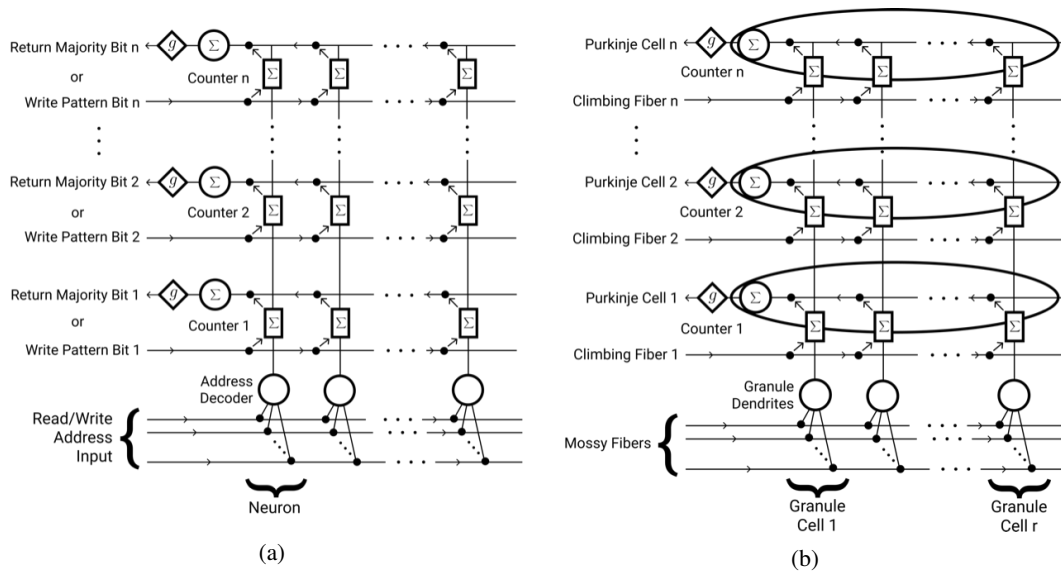 Return Majority Bit n
or
Write Pattern Bit n
g
Σ
Counter n
Σ
Σ
Σ
Return Majority Bit 2
or
Write Pattern Bit 2
g
Σ
Counter 2
Σ
Σ
Σ
Return Majority Bit 1
or
Write Pattern Bit 1
g
Σ
Counter 1
Σ
Σ
Σ
Address
Decoder
Read/Write
Address
Input
Neuron
(a)
Purkinje Cell n
g
Σ
Counter n
Climbing Fiber n
Σ
Σ
Σ
Purkinje Cell 2
g
Σ
Counter 2
Climbing Fiber 2
Σ
Σ
Σ
Purkinje Cell 1
g
Σ
Counter 1
Climbing Fiber 1
Σ
Σ
Σ
Granule
Dendrites
Mossy Fibers
Granule
Cell 1
Granule
Cell r
(b)